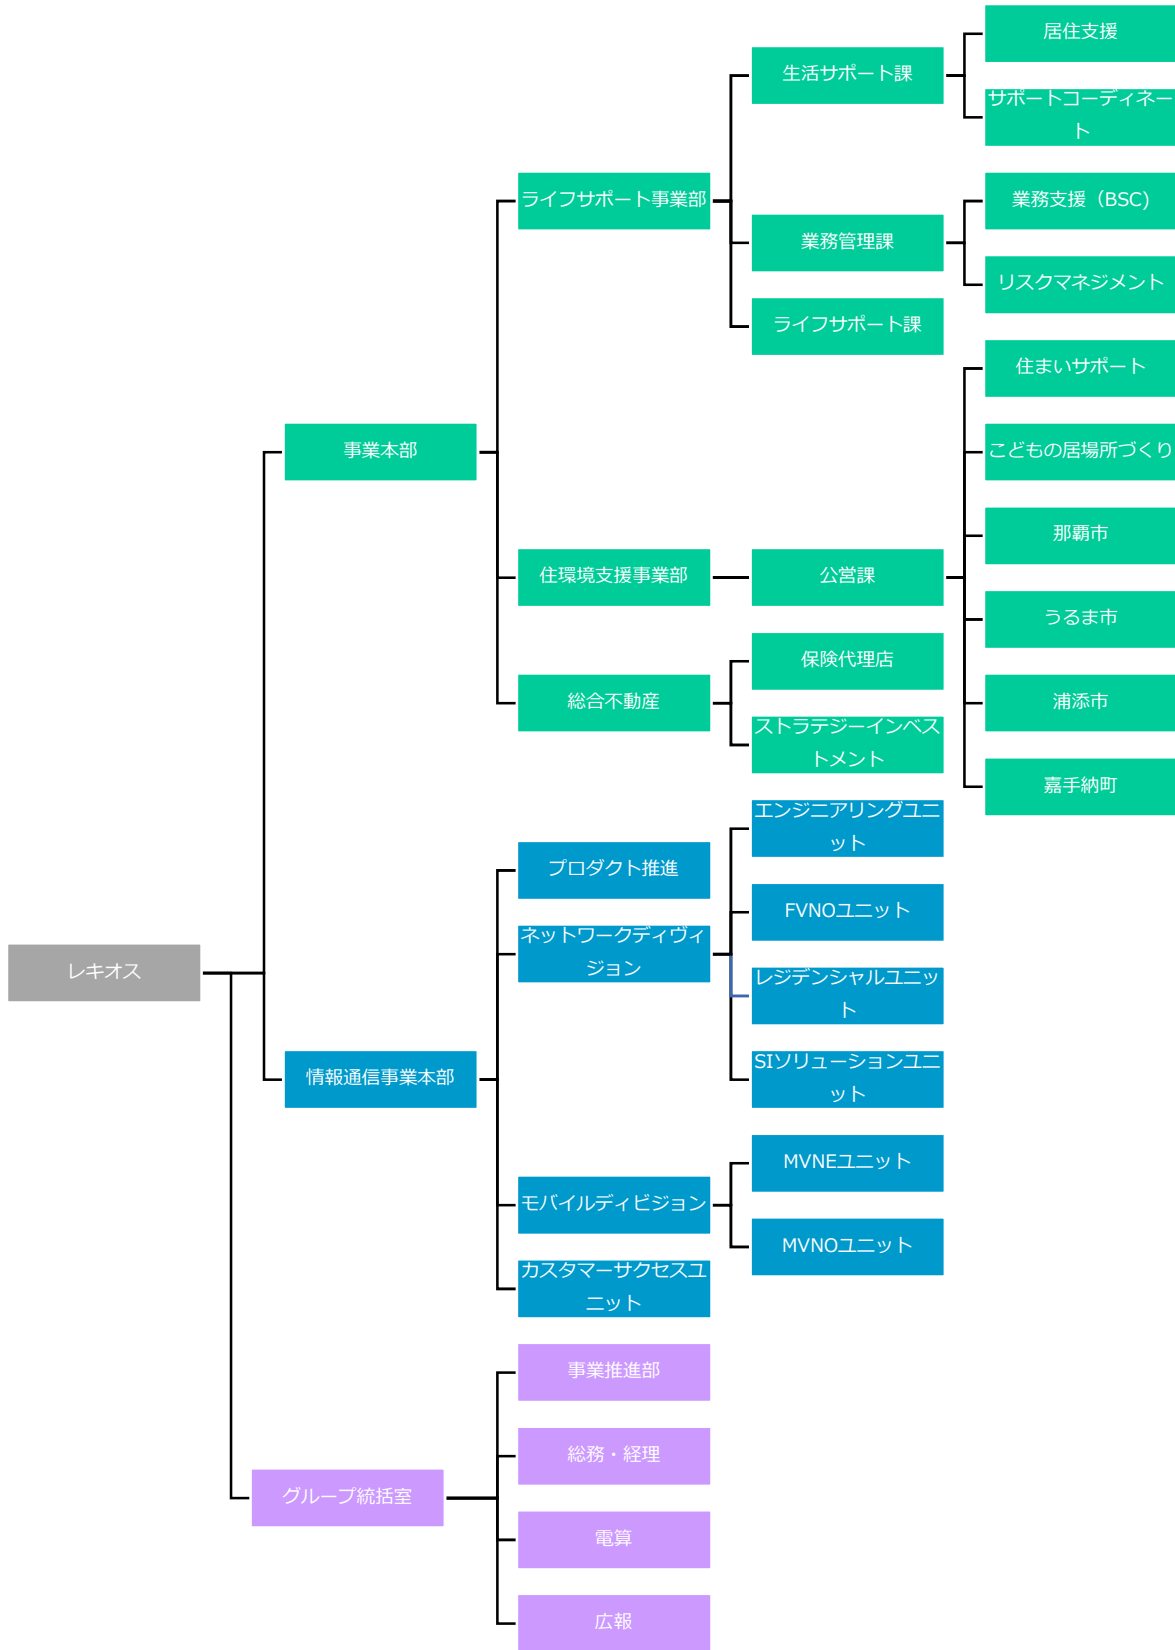 居住支援
生活サポート課
サポートコーディネー
ト
ライフサポート事業部
業務支援（BSC)
業務管理課
リスクマネジメント
ライフサポート課
住まいサポート
事業本部
こどもの居場所づくり
那覇市
住環境支援事業部
公営課
うるま市
保険代理店
総合不動産
浦添市
ストラテジーインベス
トメント
嘉手納町
エンジニアリングユニ
ット
プロダクト推進
FVNOユニット
ネットワークディヴィ
ジョン
レキオス
レジデンシャルユニッ
ト
情報通信事業本部
SIソリューションユニ
ット
MVNEユニット
モバイルディビジョン
MVNOユニット
カスタマーサクセスユ
ニット
事業推進部
総務・経理
グループ統括室
電算
広報